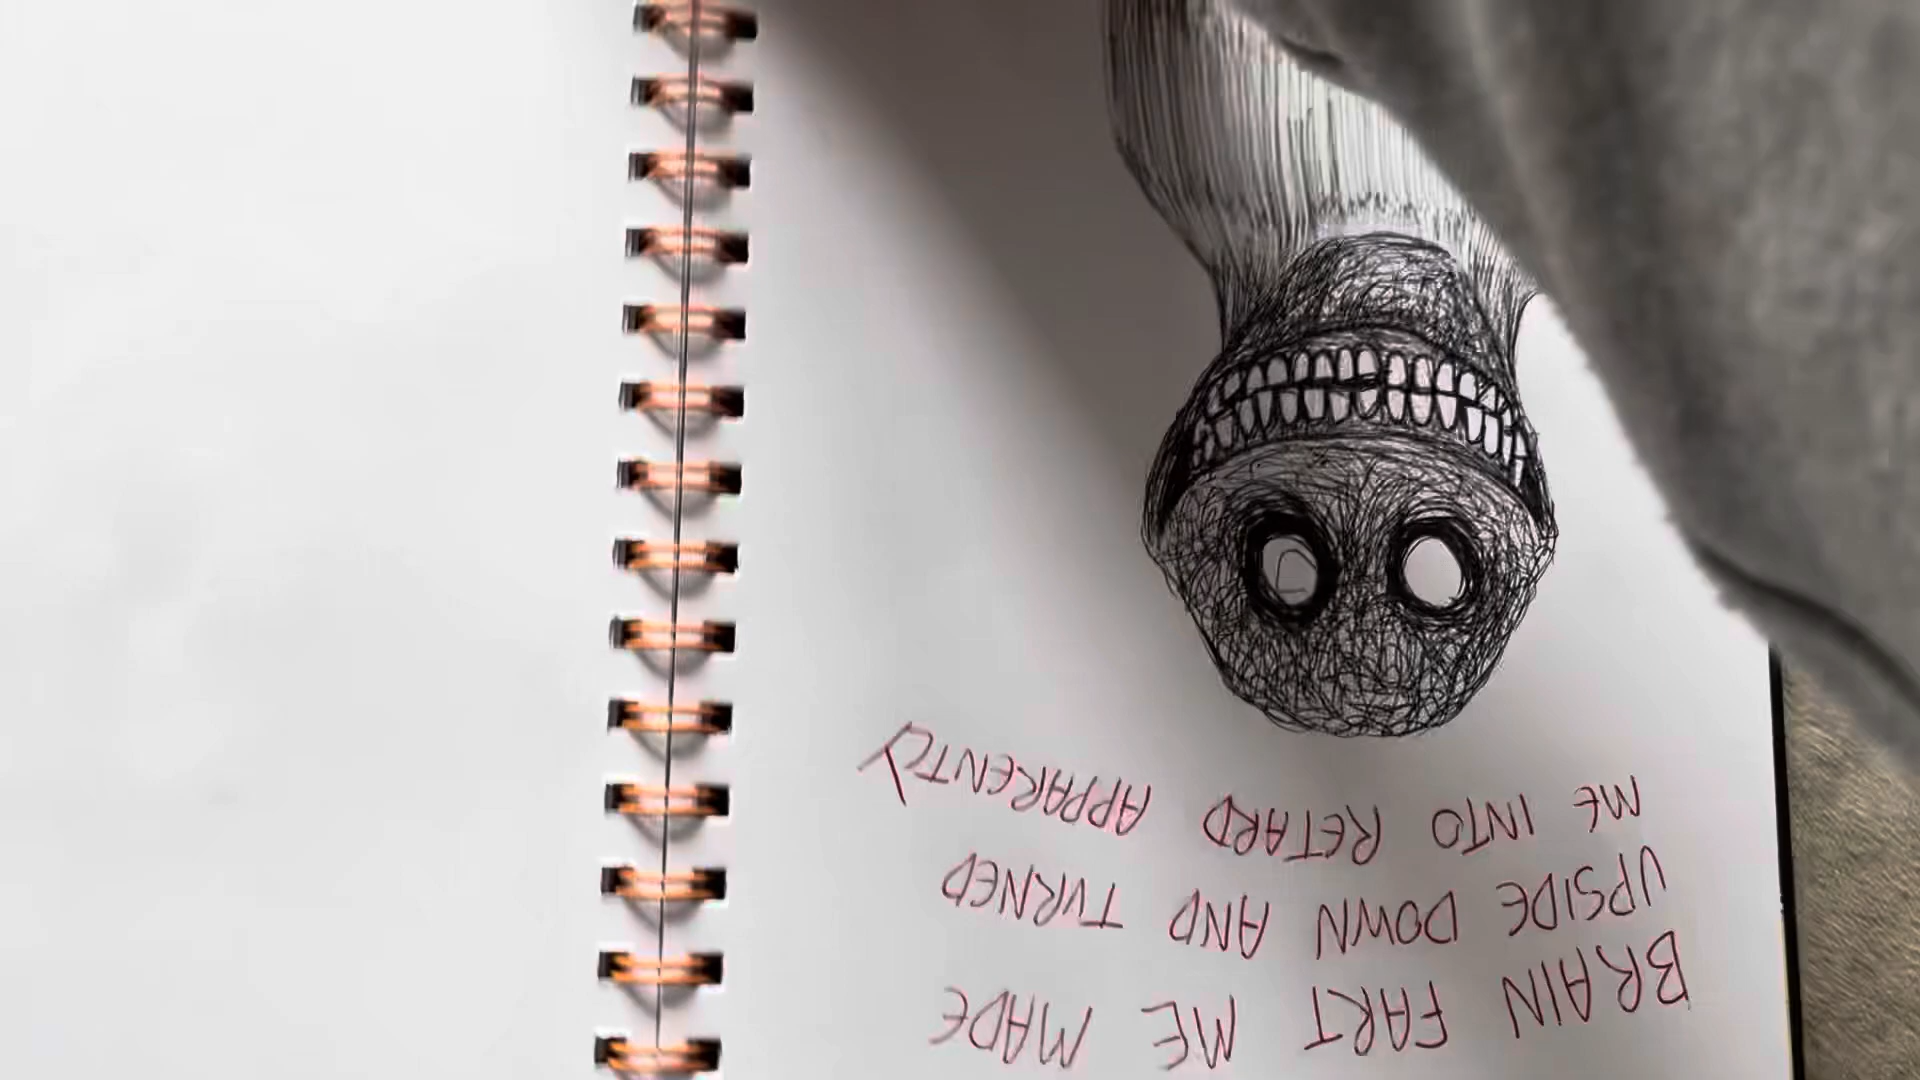 BRAIN FART ME MADE
UPSIDE DOWN AND TURNED
ME INTO RETARD APPARENTLY